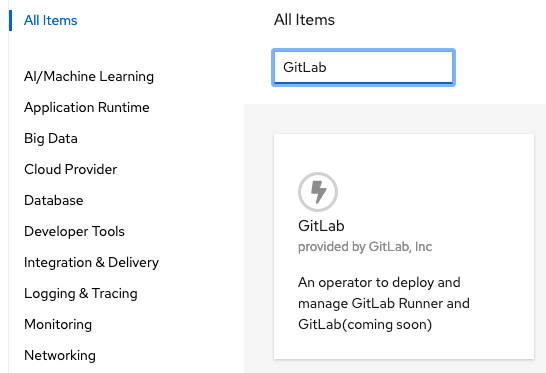 All Items
AI/Machine Learning
Application Runtime
Big Data
Cloud Provider
Database
Developer Tools
Integration & Delivery
Logging & Tracing
Monitoring
Networking
All Items
GitLab
GitLab
provided by GitLab, Inc
An operator to deploy and
manage GitLab Runner and
GitLab(coming soon)